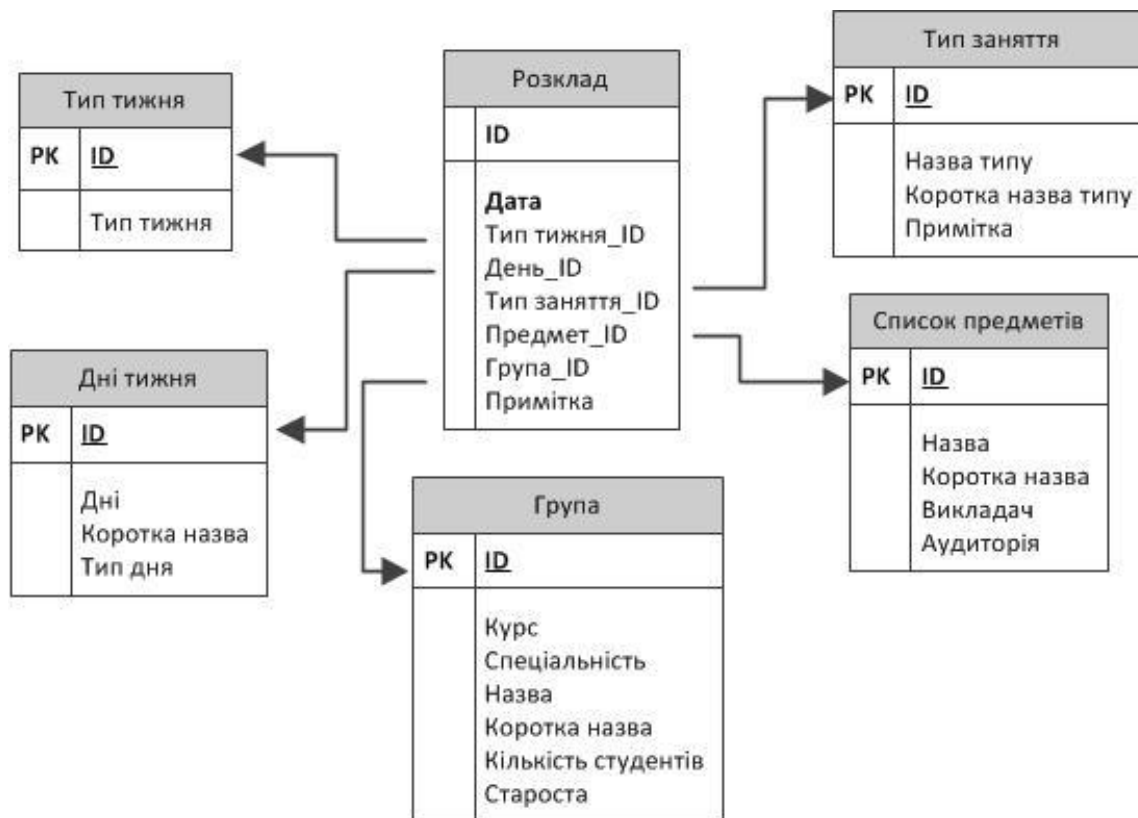 Тип тижня
PK ID
Тип тижня
Розклад
ID
Дата
Тип тижня_ID
День_ID
Тип заняття_ID
Предмет_ID
Група_ID
Примітка
Тип заняття
PK ID
Назва типу
Коротка назва типу
Примітка
Дні тижня
PK ID
Дні
Коротка назва
Тип дня
Список предметів
PK ID
Назва
Коротка назва
Викладач
Аудиторія
Група
PK ID
Курс
Спеціальність
Назва
Коротка назва
Кількість студентів
Староста